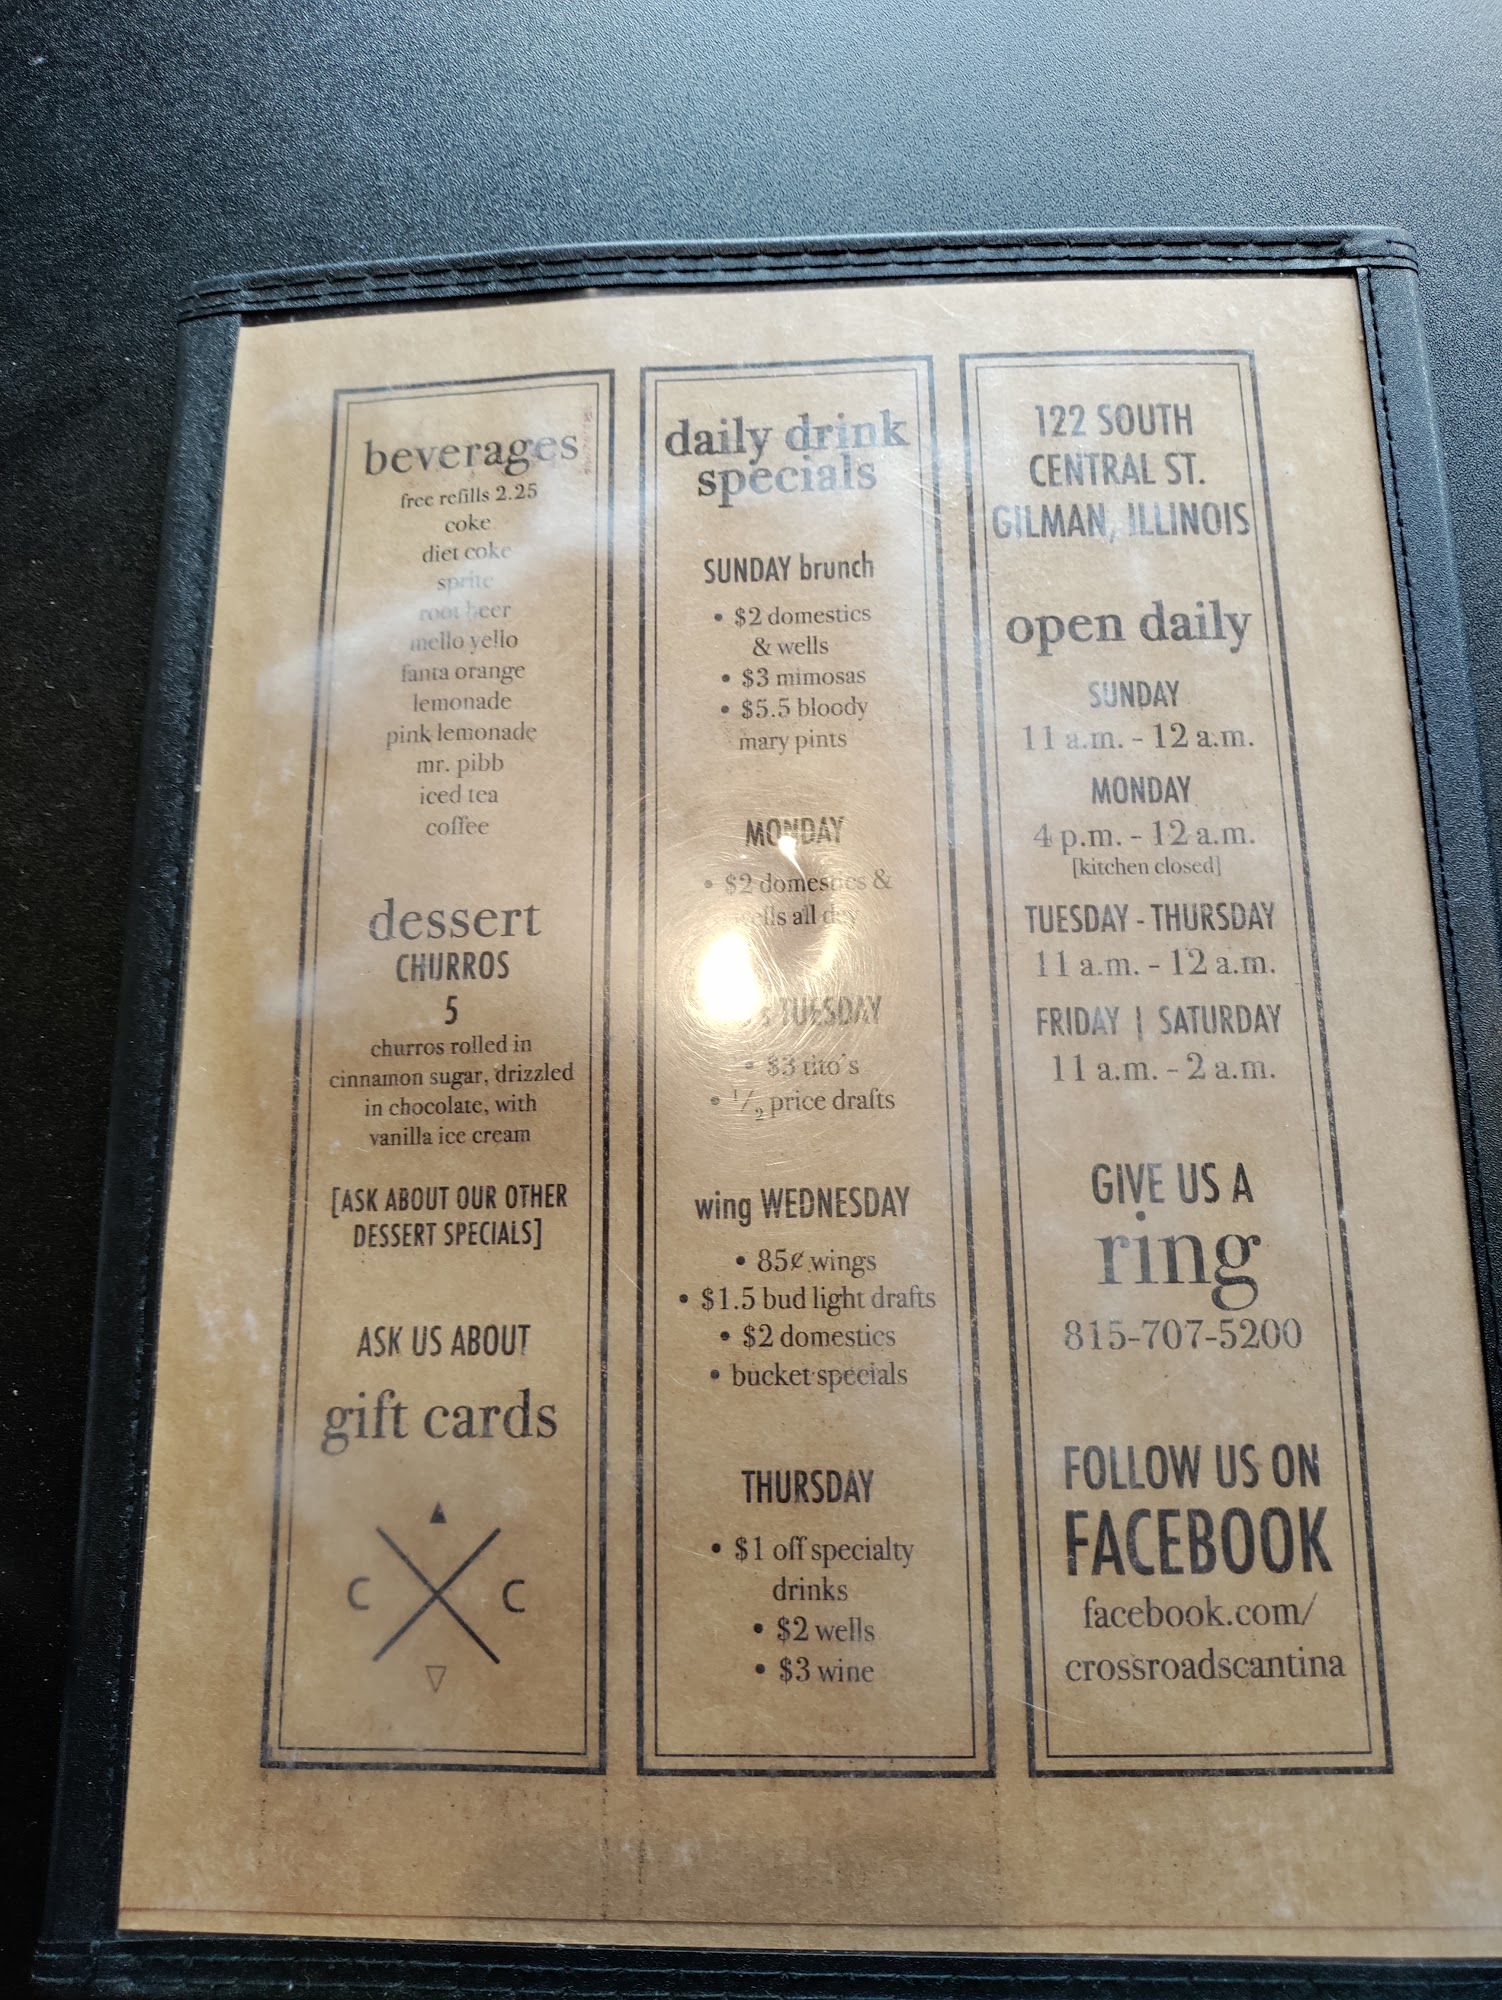 beverages
free refills 2.25
coke
diet coke
sprite
root beer
mello yello
fanta orange
lemonade
pink lemonade
mr. pibb
iced tea
coffee
dessert
CHURROS
5
churros rolled in
cinnamon sugar, drizzled
in chocolate, with
vanilla ice cream
[ASK ABOUT OUR OTHER
DESSERT SPECIALS]
ASK US ABOUT
gift cards
C C
daily drink
specials
SUNDAY brunch
• $2 domestics
& wells
• $3 mimosas
• $5.5 bloody
mary pints
MONDAY
• $2 domestics &
wells all day
TUESDAY
• $3 tito's
• 1/2 price drafts
wing WEDNESDAY
• 85¢ wings
• $1.5 bud light drafts
• $2 domestics
• bucket specials
THURSDAY
• $1 off specialty
drinks
• $2 wells
• $3 wine
122 SOUTH
CENTRAL ST.
GILMAN, ILLINOIS
open daily
SUNDAY
11 a.m. - 12 a.m.
MONDAY
4 p.m. - 12 a.m.
[kitchen closed]
TUESDAY - THURSDAY
11 a.m. - 12 a.m.
FRIDAY | SATURDAY
11 a.m. - 2 a.m.
GIVE US A
ring
815-707-5200
FOLLOW US ON
FACEBOOK
facebook.com/
crossroadscantina